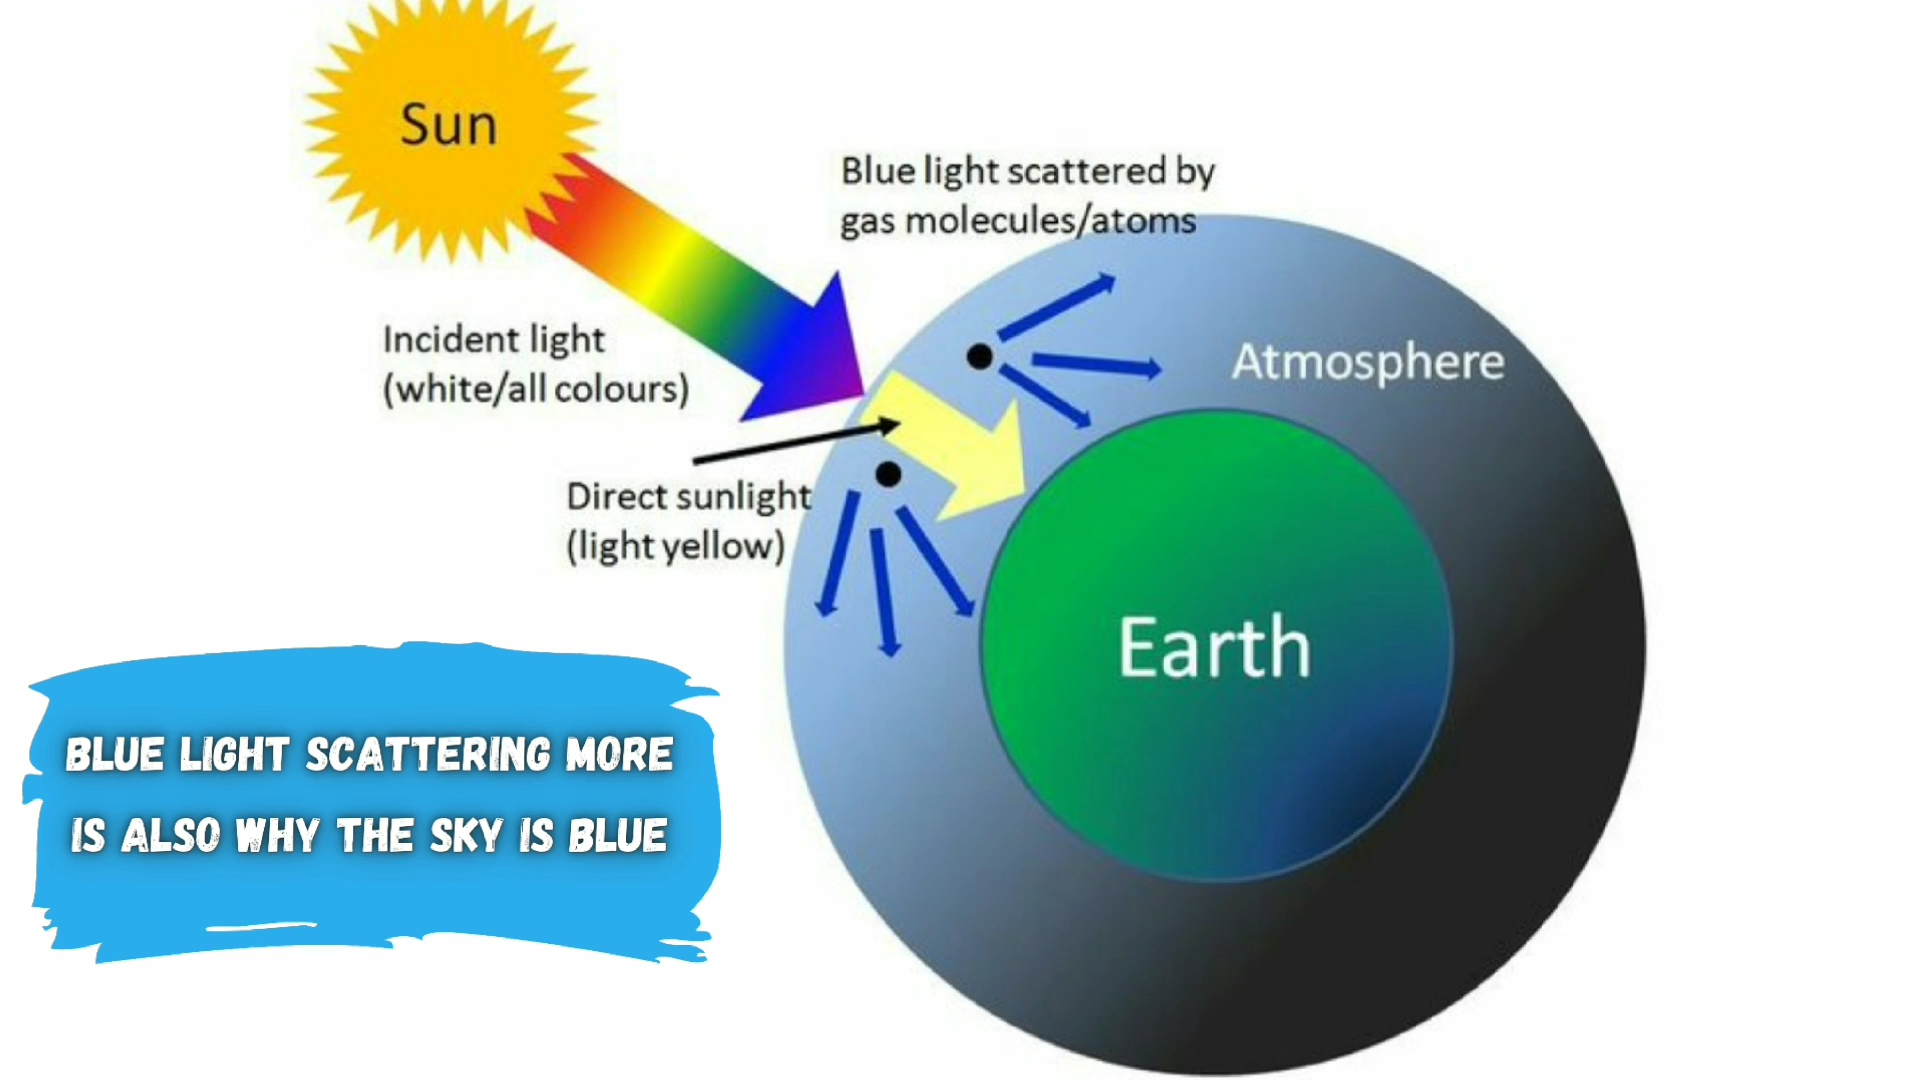 Sun
Blue light scattered by
gas molecules/atoms
Incident light
(white/all colours)
Atmosphere
Direct sunlight
(light yellow)
Earth
BLUE LIGHT SCATTERING MORE
IS ALSO WHY THE SKY IS BLUE